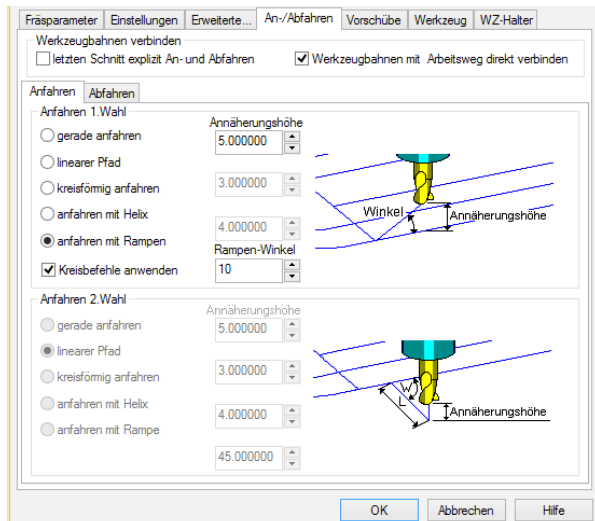 Fräsparameter Einstellungen Erweiterte... An-/Abfahren Vorschübe Werkzeug WZ-Halter
Werkzeugbahnen verbinden
letzten Schnitt explizit An- und Abfahren Werkzeugbahnen mit Arbeitsweg direkt verbinden
Anfahren Abfahren
Anfahren 1.Wahl
Annäherungshöhe
gerade anfahren 5.000000
linearer Pfad
kreisförmig anfahren 3.000000
anfahren mit Helix 4.000000
anfahren mit Rampen Rampen-Winkel
Kreisbefehle anwenden 10
Winkel Annäherungshöhe
Anfahren 2.Wahl
Annäherungshöhe
gerade anfahren 5.000000
linearer Pfad
kreisförmig anfahren 3.000000
anfahren mit Helix 4.000000
anfahren mit Rampe
45.000000
W
L Annäherungshöhe
OK Abbrechen Hilfe